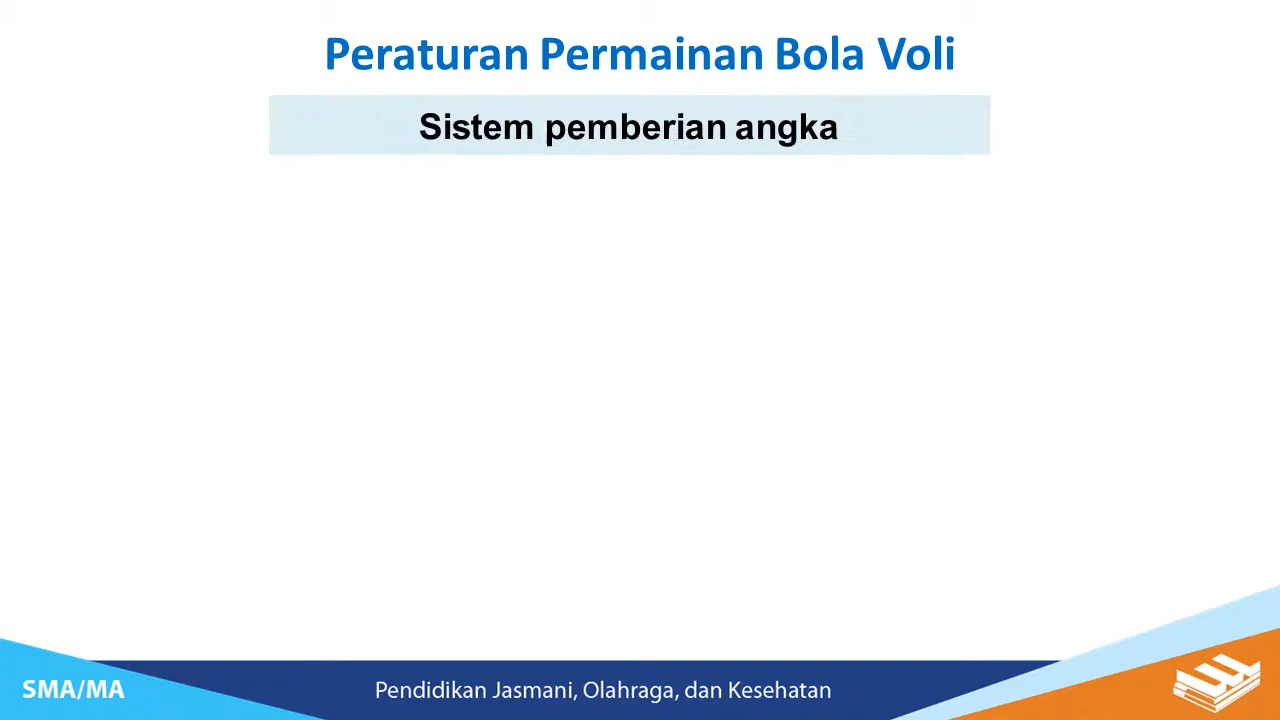 Peraturan Permainan Bola Voli
Sistem pemberian angka
SMA/MA
Pendidikan Jasmani, Olahraga, dan Kesehatan